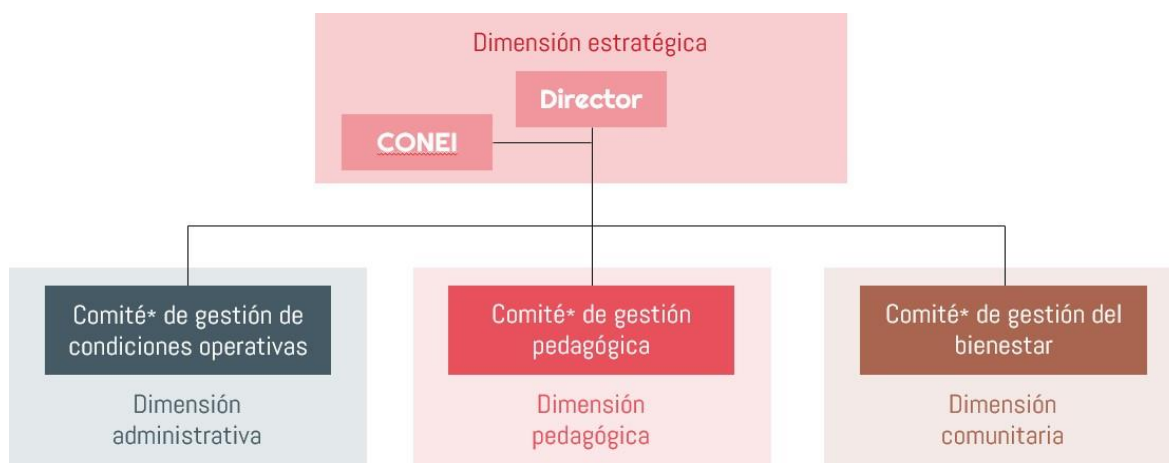 Dimensión estratégica
Director
CONEI
Comité* de gestión de
condiciones operativas
Dimensión
administrativa
Comité* de gestión
pedagógica
Dimensión
pedagógica
Comité* de gestión del
bienestar
Dimensión
comunitaria